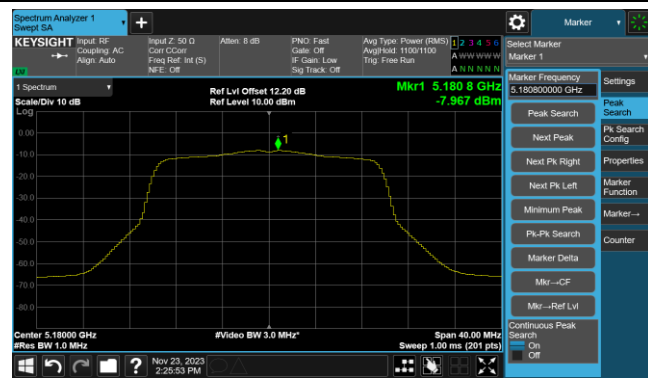 Spectrum Analyzer 1
Swept SA
+
Marker
KEYSIGHT Input: RF
Coupling: AC
Align: Auto
Input Z: 50 Ω
Corr CCorr
Freq Ref: Int (S)
NFE: Off
Atten: 8 dB
PNO: Fast
Gate: Off
IF Gain: Low
Sig Track: Off
Avg Type: Power (RMS)
Avg|Hold: 1100/1100
Trig: Free Run
1 2 3 4 5 6
A W W W W W
A N N N N N
LV
Select Marker
Marker 1
1 Spectrum
Scale/Div 10 dB
Ref Lvl Offset 12.20 dB
Ref Level 10.00 dBm
Mkr1 5.180 8 GHz
-7.967 dBm
Log
0.00
-10.0
-20.0
-30.0
-40.0
-50.0
-60.0
-70.0
-80.0
1
Center 5.18000 GHz
#Res BW 1.0 MHz
#Video BW 3.0 MHz*
Span 40.00 MHz
Sweep 1.00 ms (201 pts)
Marker Frequency
5.180800000 GHz
Peak Search
Next Peak
Next Pk Right
Next Pk Left
Minimum Peak
Pk-Pk Search
Marker Delta
Mkr→CF
Mkr→Ref Lvl
Continuous Peak
Search
On
Off
Settings
Peak
Search
Pk Search
Config
Properties
Marker
Function
Marker→
Counter
?
Nov 23, 2023
2:25:53 PM